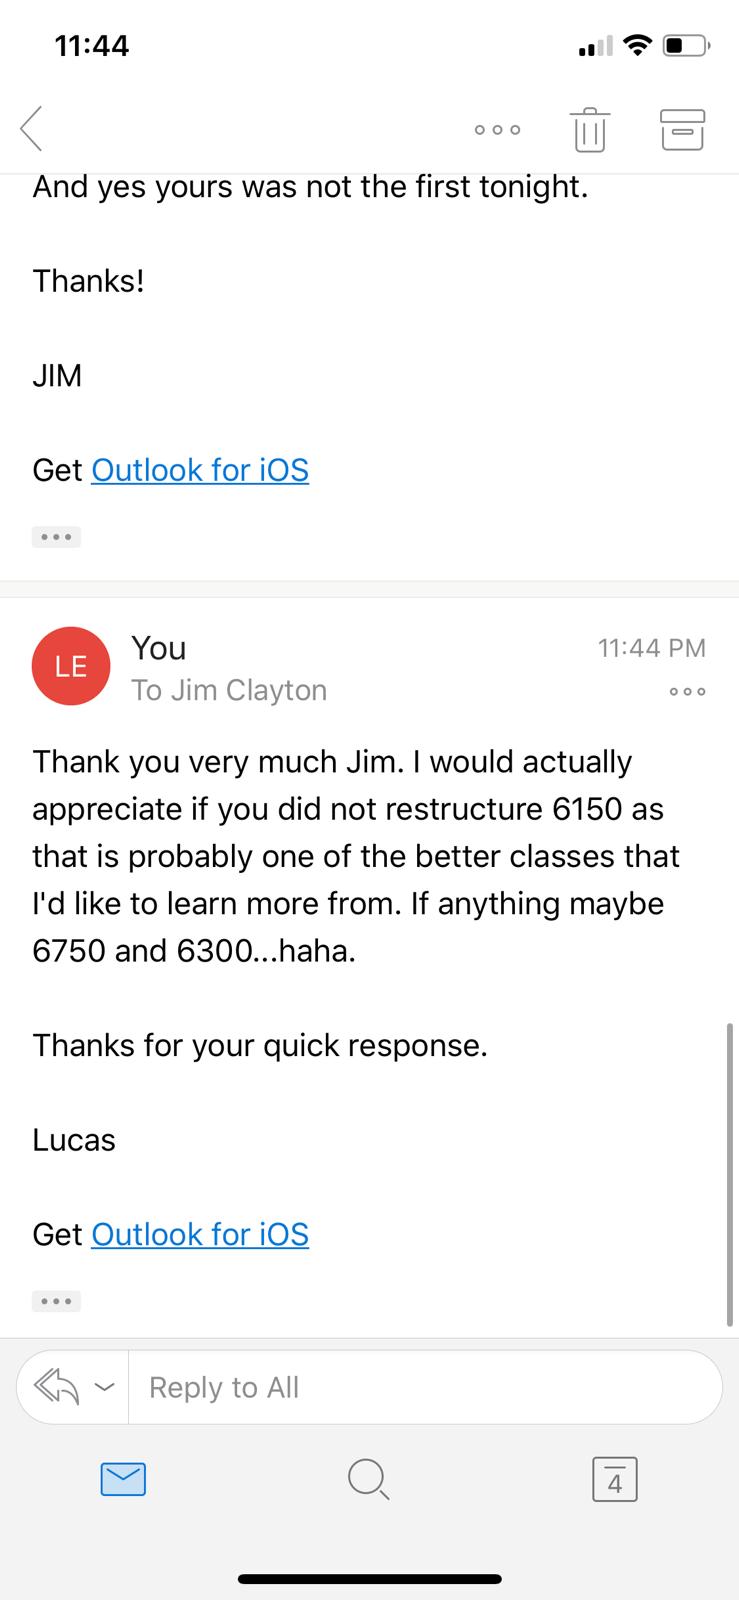 11:44
And yes yours was not the first tonight.
Thanks!
JIM
Get Outlook for iOS
LE
You
11:44 PM
To Jim Clayton
Thank you very much Jim. I would actually
appreciate if you did not restructure 6150 as
that is probably one of the better classes that
I'd like to learn more from. If anything maybe
6750 and 6300...haha.
Thanks for your quick response.
Lucas
Get Outlook for iOS
Reply to All
4